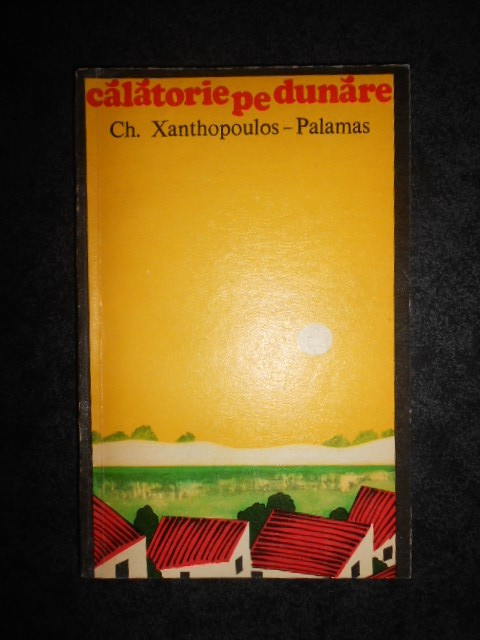 călătorie pe dunăre
Ch. Xanthopoulos – Palamas